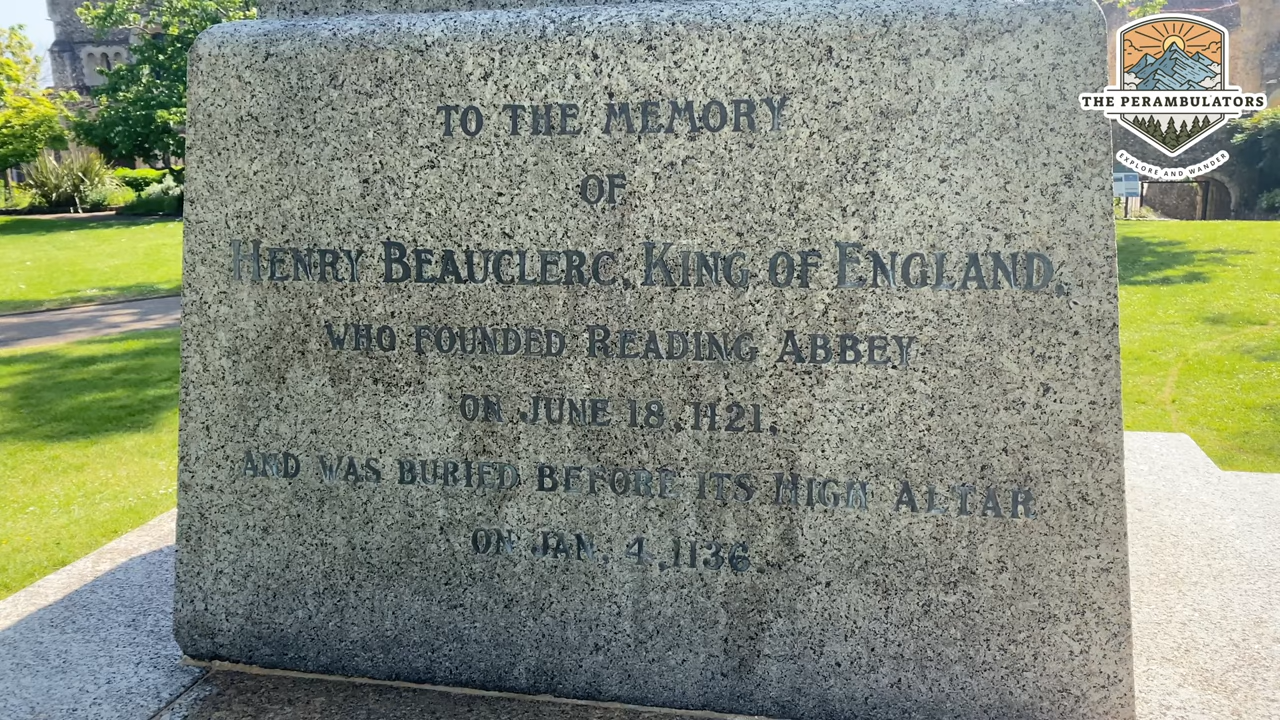 TO THE MEMORY
OF
HENRY BEAUCLERC, KING OF ENGLAND,
WHO FOUNDED READING ABBEY
ON JUNE 18, 1121,
AND WAS BURIED BEFORE ITS HIGH ALTAR
ON JAN. 4, 1136.
THE PERAMBULATORS
EXPLORE AND WANDER